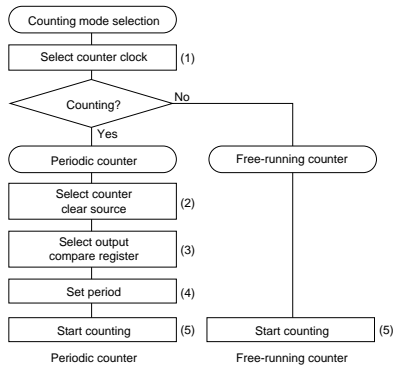 Counting mode selection
Select counter clock
(1)
Counting?
No
Yes
Periodic counter
Free-running counter
Select counter
clear source
(2)
Select output
compare register
(3)
Set period
(4)
Start counting
(5)
Start counting
(5)
Periodic counter
Free-running counter